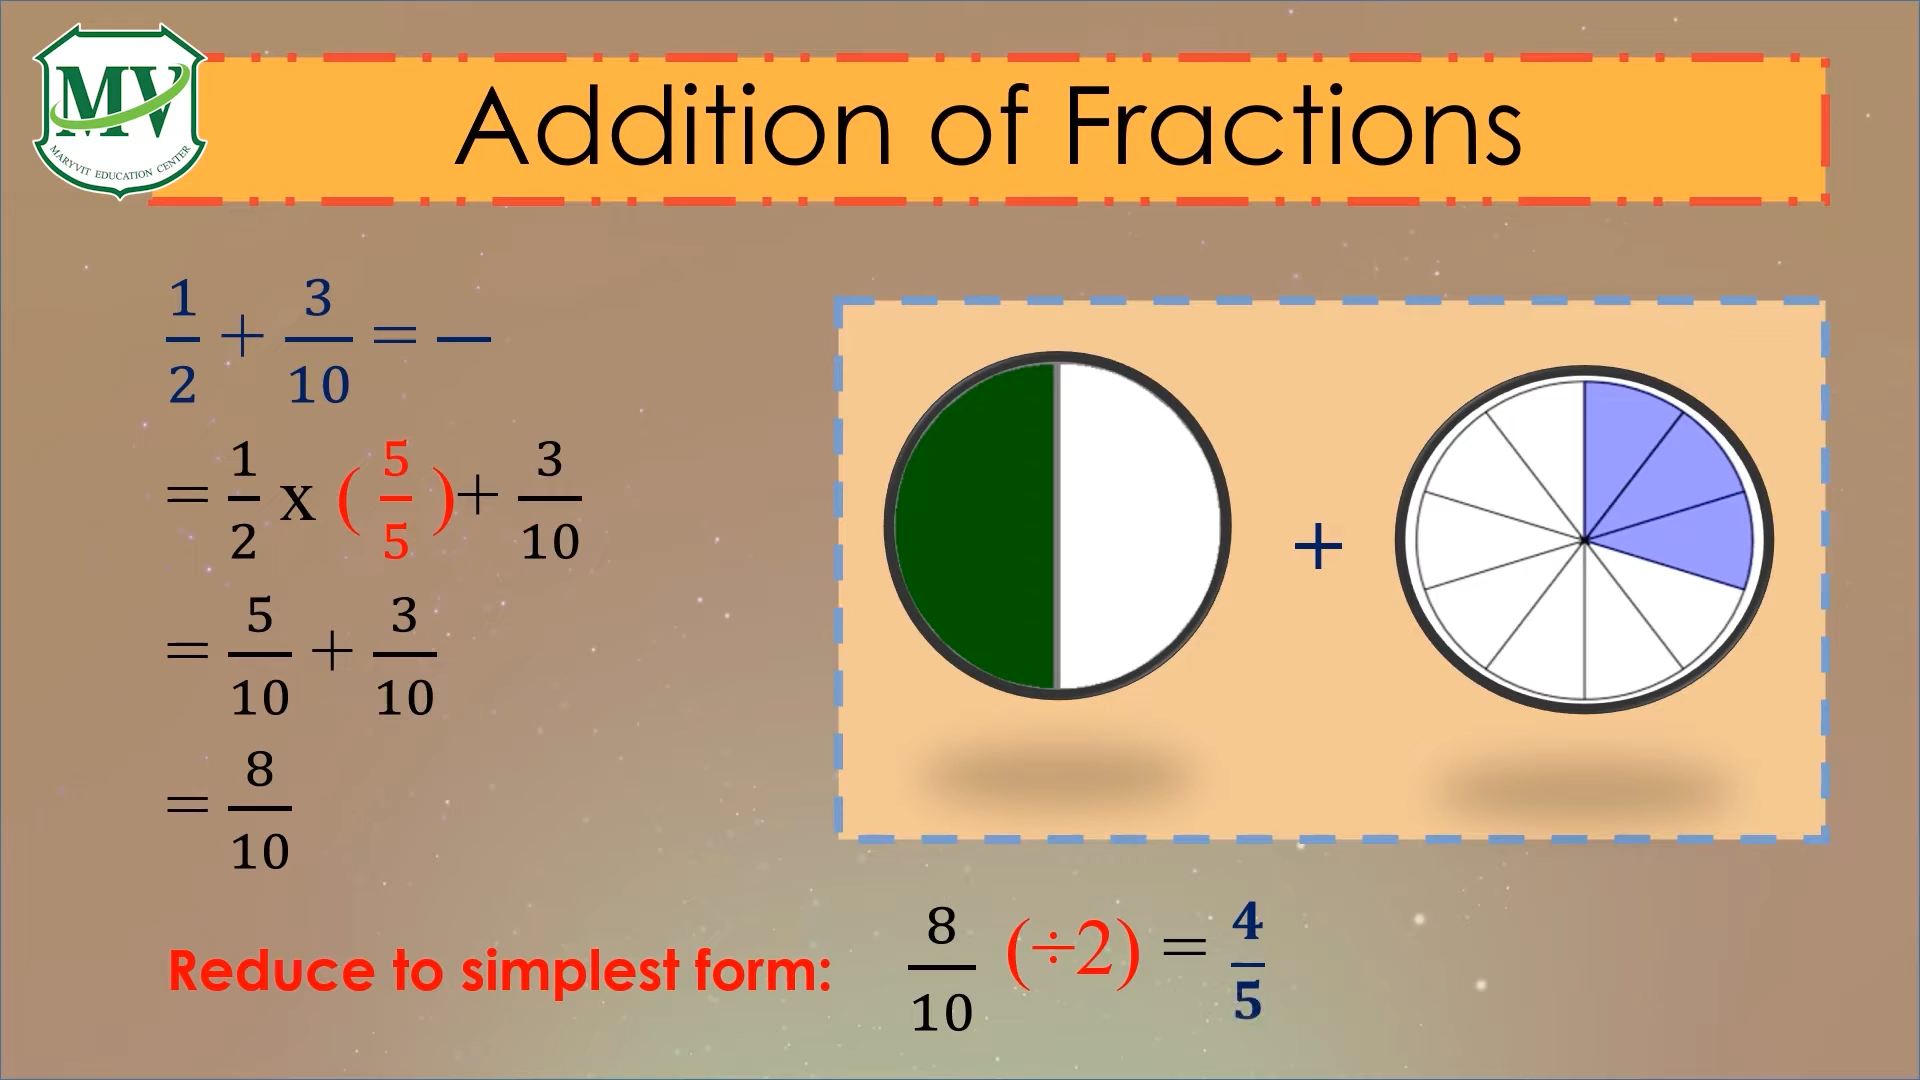 MV
MARYVIT EDUCATION CENTER
Addition of Fractions
1/2 + 3/10 = —
= 1/2 x (5/5) + 3/10
= 5/10 + 3/10
= 8/10
Reduce to simplest form: 8/10 (÷2) = 4/5
+